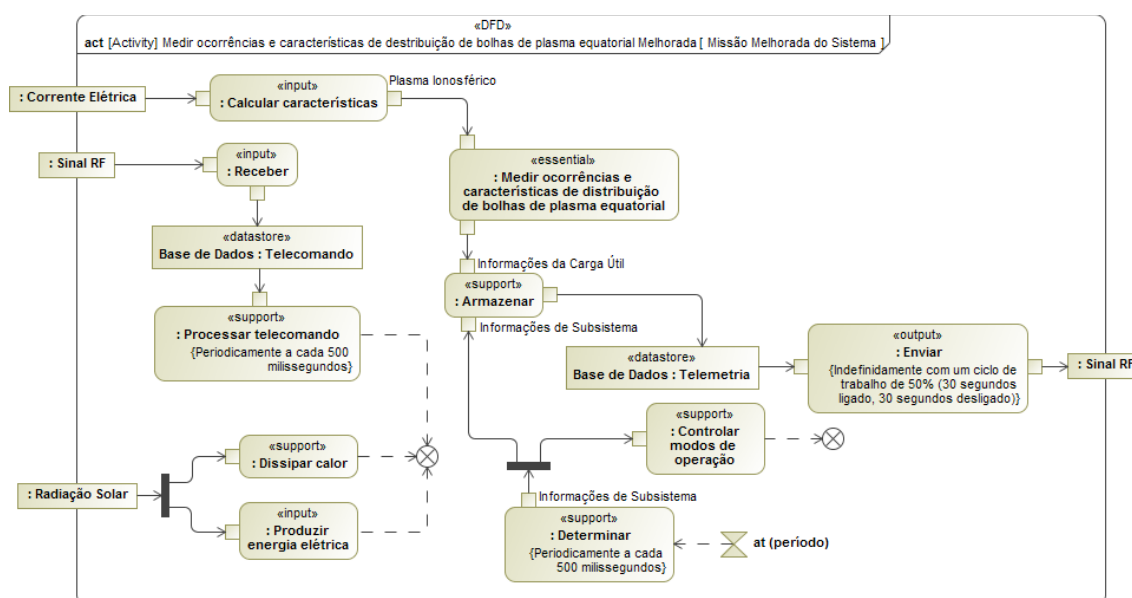 «DFD»
act [Activity] Medir ocorrências e características de destribuição de bolhas de plasma equatorial Melhorada [ Missão Melhorada do Sistema ]
: Corrente Elétrica
«input»
: Calcular características
Plasma Ionosférico
: Sinal RF
«input»
: Receber
«essential»
: Medir ocorrências e
características de distribuição
de bolhas de plasma equatorial
«datastore»
Base de Dados : Telecomando
Informações da Carga Útil
«support»
: Armazenar
Informações de Subsistema
«support»
: Processar telecomando
{Periodicamente a cada 500
milissegundos}
«datastore»
Base de Dados : Telemetria
«output»
: Enviar
{Indefinidamente com um ciclo de
trabalho de 50% (30 segundos
ligado, 30 segundos desligado)}
: Sinal RF
«support»
: Controlar
modos de
operação
«support»
: Dissipar calor
: Radiação Solar
«input»
: Produzir
energia elétrica
Informações de Subsistema
«support»
: Determinar
{Periodicamente a cada
500 milissegundos}
at (período)